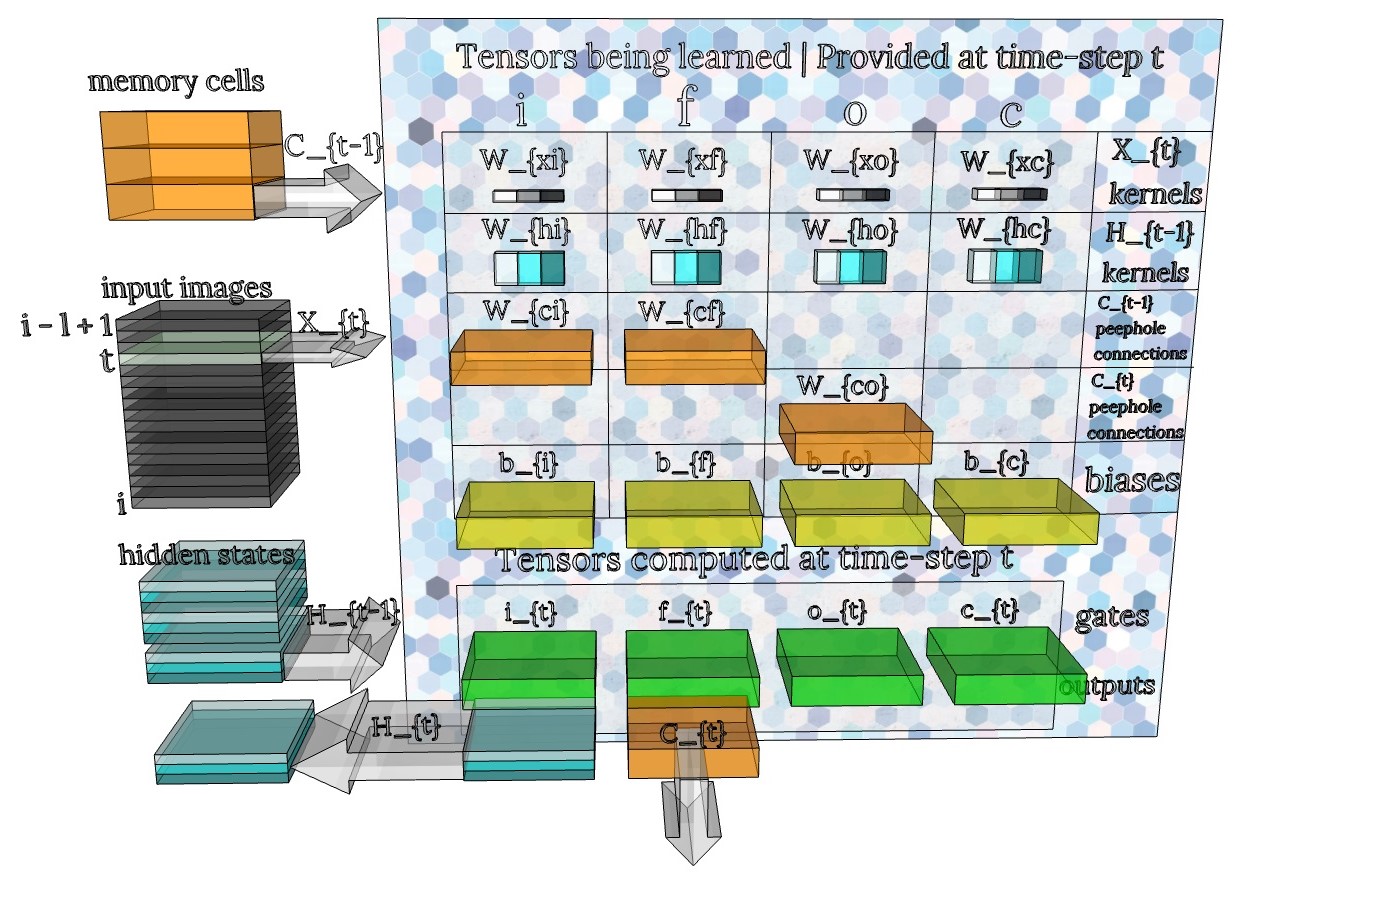 Tensors being learned | Provided at time-step t
memory cells
C_{t-1}
i f o c
W_{xi} W_{xf} W_{xo} W_{xc} X_{t}
kernels
W_{hi} W_{hf} W_{ho} W_{hc} H_{t-1}
kernels
input images
i-l+1
t
X_{t}
i
W_{ci} W_{cf} C_{t-1}
peephole
connections
W_{co} C_{t}
peephole
connections
b_{i} b_{f} b_{o} b_{c} biases
hidden states
H_{t-1}
Tensors computed at time-step t
i_{t} f_{t} o_{t} c_{t} gates
outputs
H_{t}
C_{t}